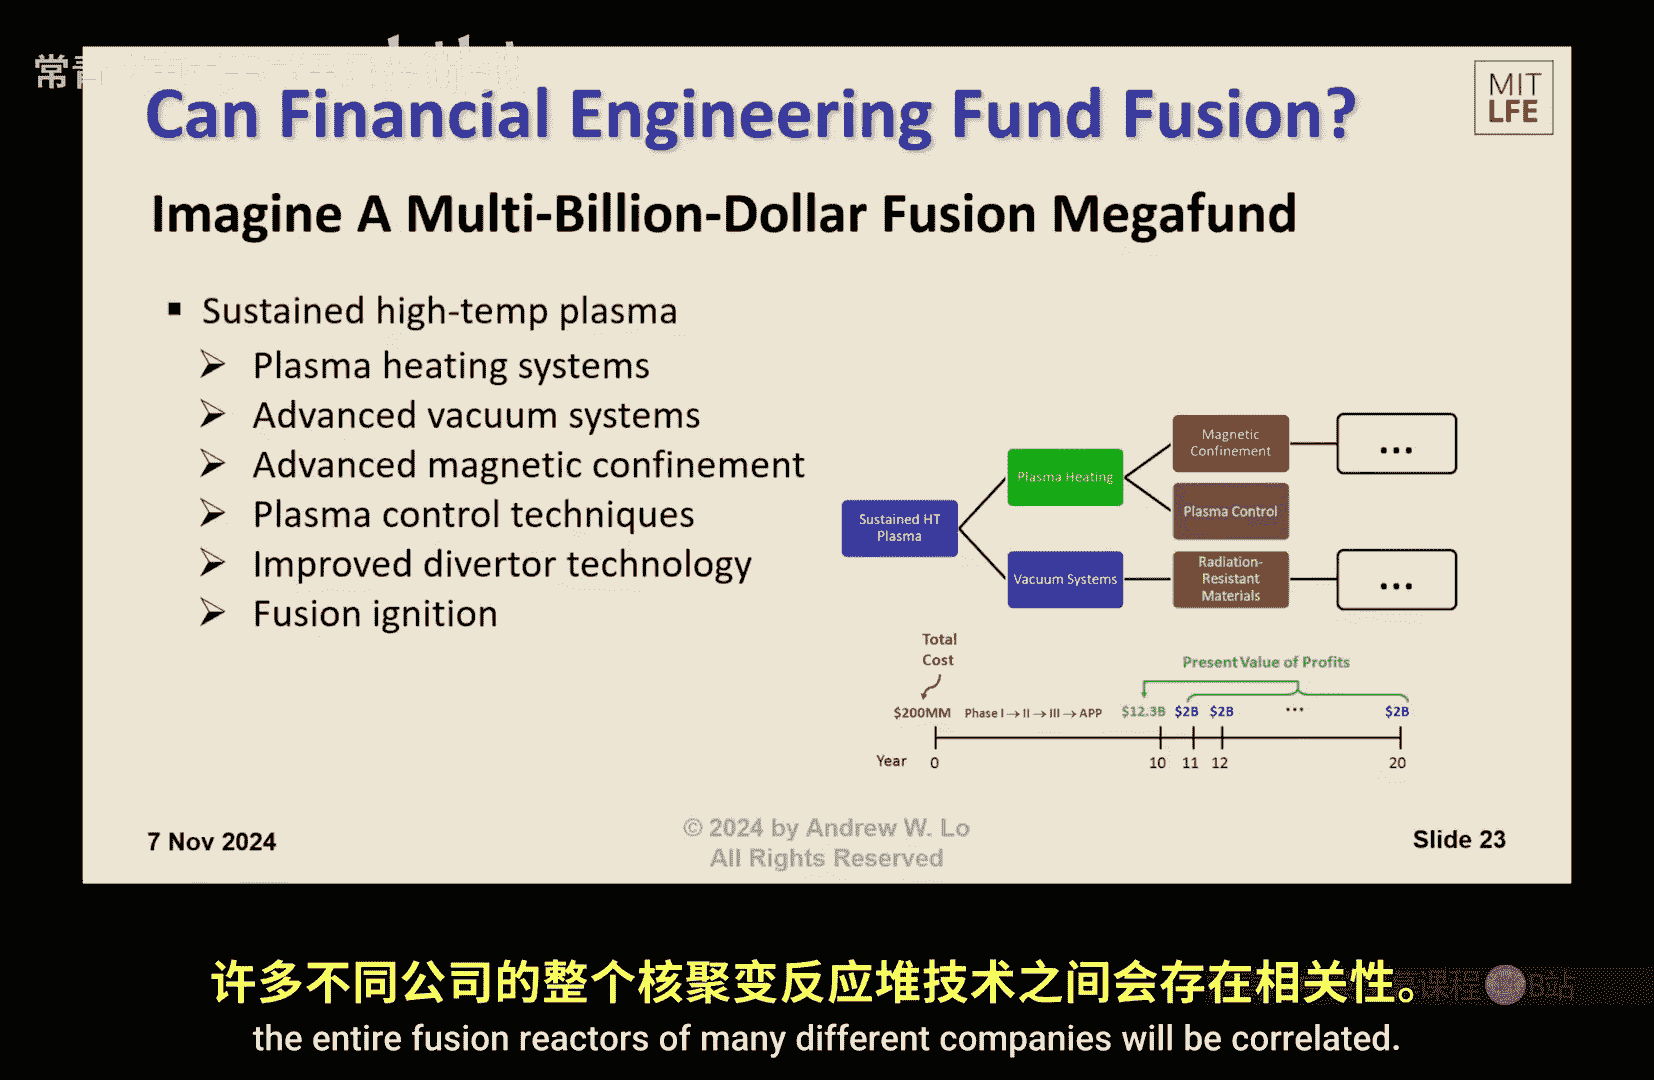 常青
Can Financial Engineering Fund Fusion?
MIT
LFE
Imagine A Multi-Billion-Dollar Fusion Megafund
Sustained high-temp plasma
Plasma heating systems
Advanced vacuum systems
Advanced magnetic confinement
Plasma control techniques
Improved divertor technology
Fusion ignition
Sustained HT
Plasma
Plasma Heating
Vacuum Systems
Magnetic
Confinement
Plasma Control
Radiation-
Resistant
Materials
...
...
Total
Cost
Present Value of Profits
$200MM Phase I→II→III→APP $12.3B $2B $2B ... $2B
Year 0 10 11 12 20
7 Nov 2024
© 2024 by Andrew W. Lo
All Rights Reserved
Slide 23
许多不同公司的整个核聚变反应堆技术之间会存在相关性。
课程 B站
the entire fusion reactors of many different companies will be correlated.